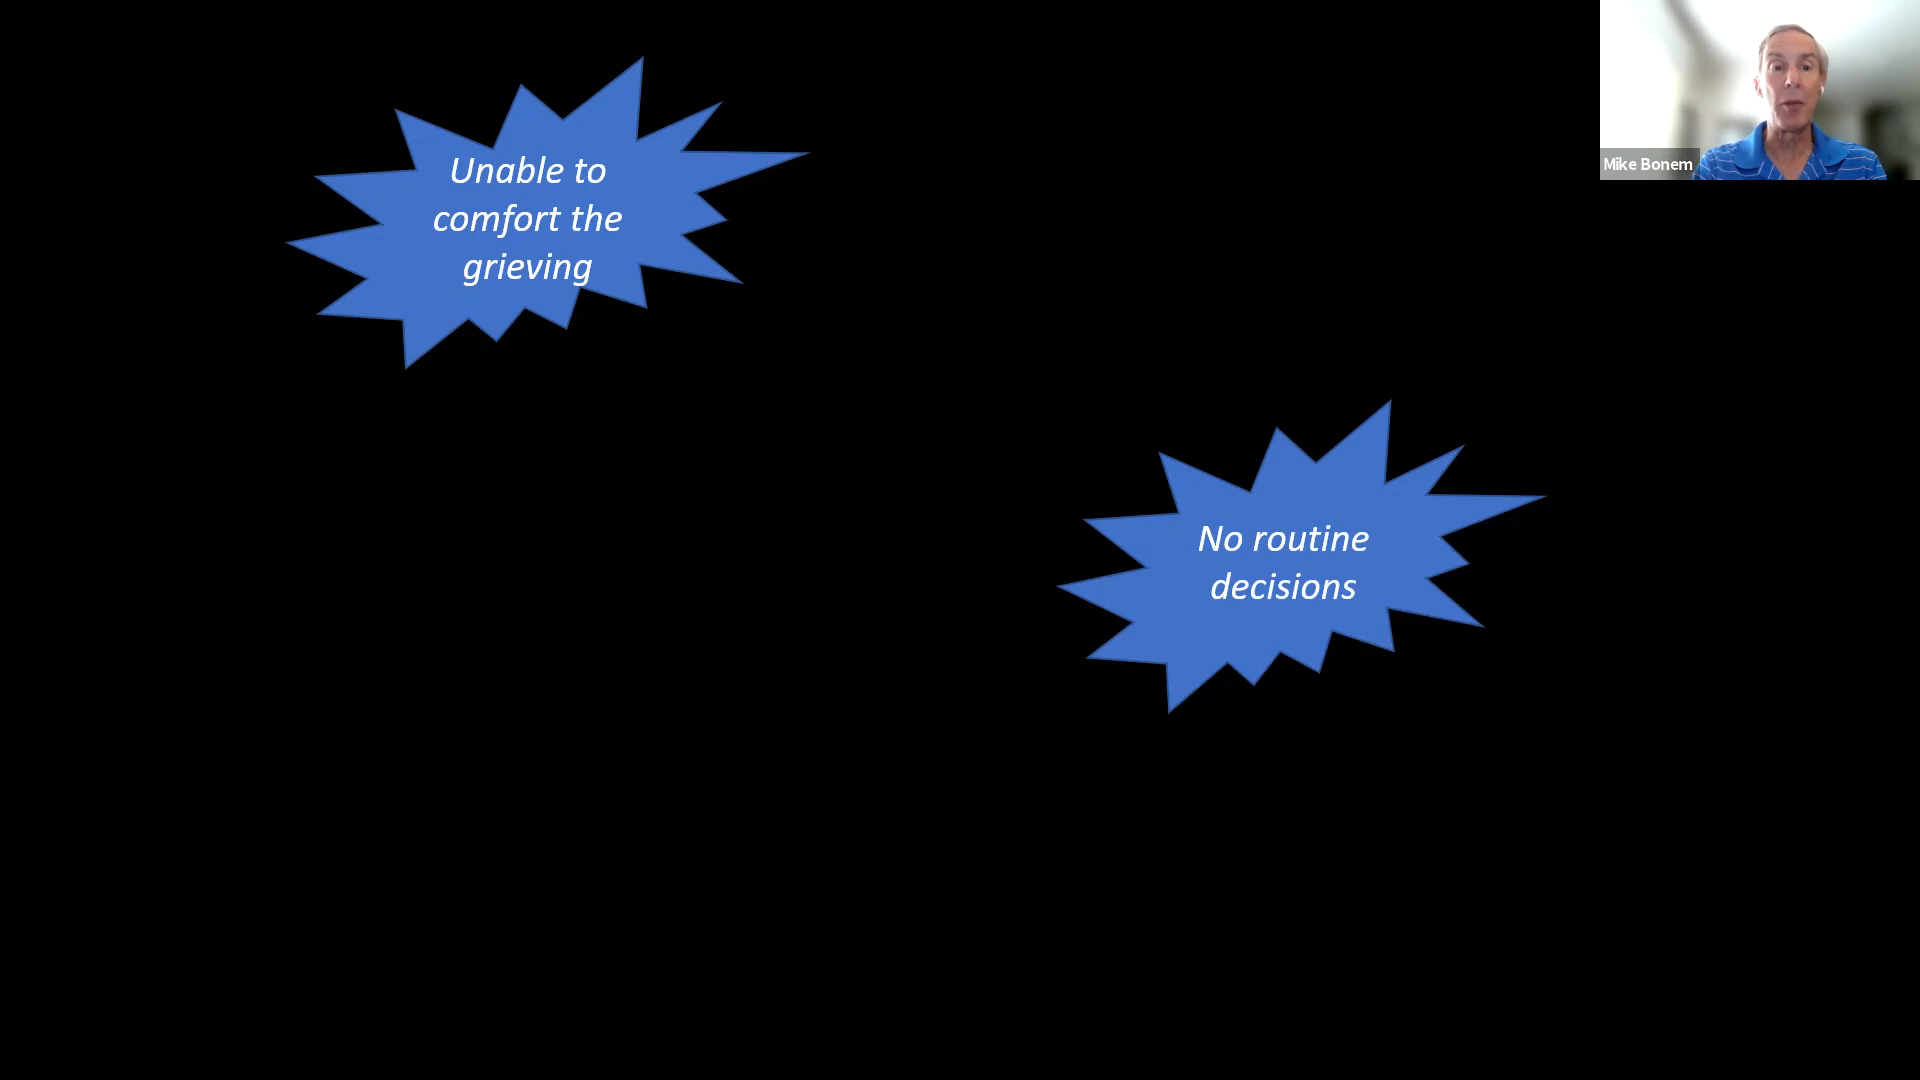 Unable to
comfort the
grieving
Mike Bonem
No routine
decisions